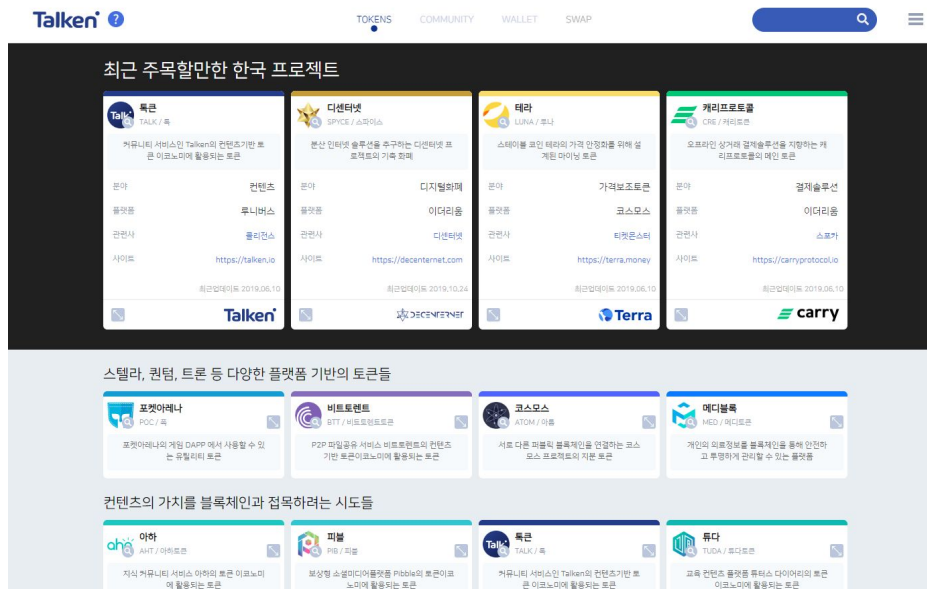 Talken ?
TOKENS COMMUNITY WALLET SWAP
최근 주목할만한 한국 프로젝트
Talk
톡큰
TALK / 톡
커뮤니티 서비스인 Talken의 컨텐츠기반 토
큰 이코노미에 활용되는 토큰
분야 컨텐츠
플랫폼 루니버스
관련사 플리전스
사이트 https://talken.io
최근업데이트 2019.06.10
Talken
디센터넷
SPYCE / 스파이스
분산 인터넷 솔루션을 추구하는 디센터넷 프
로젝트의 기축 화폐
분야 디지털화폐
플랫폼 이더리움
관련사 디센터넷
사이트 https://decenternet.com
최근업데이트 2019.10.24
DECENTERNET
테라
LUNA / 루나
스테이블 코인 테라의 가격 안정화를 위해 설
계된 마이닝 토큰
분야 가격보조토큰
플랫폼 코스모스
관련사 티켓몬스터
사이트 https://terra.money
최근업데이트 2019.06.10
Terra
캐리프로토콜
CRE / 캐리토큰
오프라인 상거래 결제솔루션을 지향하는 캐
리프로토콜의 메인 토큰
분야 결제솔루션
플랫폼 이더리움
관련사 스포카
사이트 https://carryprotocol.io
최근업데이트 2019.06.10
carry
스텔라, 퀀텀, 트론 등 다양한 플랫폼 기반의 토큰들
포켓아레나
POC / 폭
포켓아레나의 게임 DAPP 에서 사용할 수 있
는 유틸리티 토큰
비트토렌트
BTT / 비트토렌트토큰
P2P 파일공유 서비스 비트토렌트의 컨텐츠
기반 토큰이코노미에 활용되는 토큰
코스모스
ATOM / 아톰
서로 다른 퍼블릭 블록체인을 연결하는 코스
모스 프로젝트의 지분 토큰
메디블록
MED / 메디토큰
개인의 의료정보를 블록체인을 통해 안전하
고 투명하게 관리할 수 있는 플랫폼
컨텐츠의 가치를 블록체인과 접목하려는 시도들
aha
아하
AHT / 아하토큰
지식 커뮤니티 서비스 아하의 토큰 이코노미
에 활용되는 토큰
피블
PIB / 피블
보상형 소셜미디어플랫폼 Pibble의 토큰이코
노미에 활용되는 토큰
Talk
톡큰
TALK / 톡
커뮤니티 서비스인 Talken의 컨텐츠기반 토
큰 이코노미에 활용되는 토큰
튜다
TUDA / 튜다토큰
교육 컨텐츠 플랫폼 튜터스 다이어리의 토큰
이코노미에 활용되는 토큰